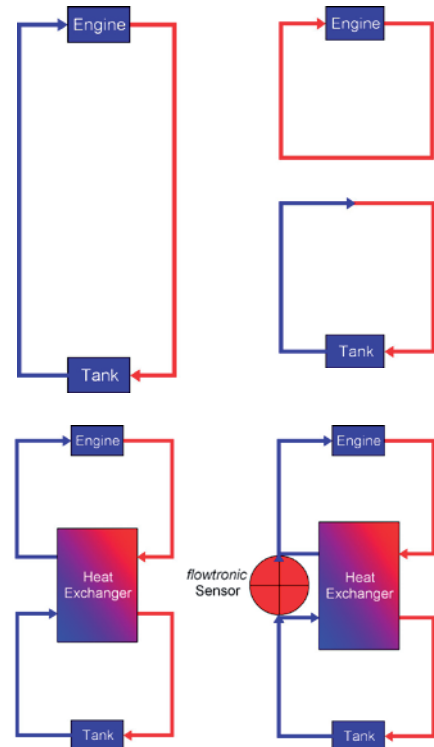 Engine
Engine
Tank
Tank
Engine
Engine
Heat
Exchanger
flowtronic
Sensor
Heat
Exchanger
Tank
Tank